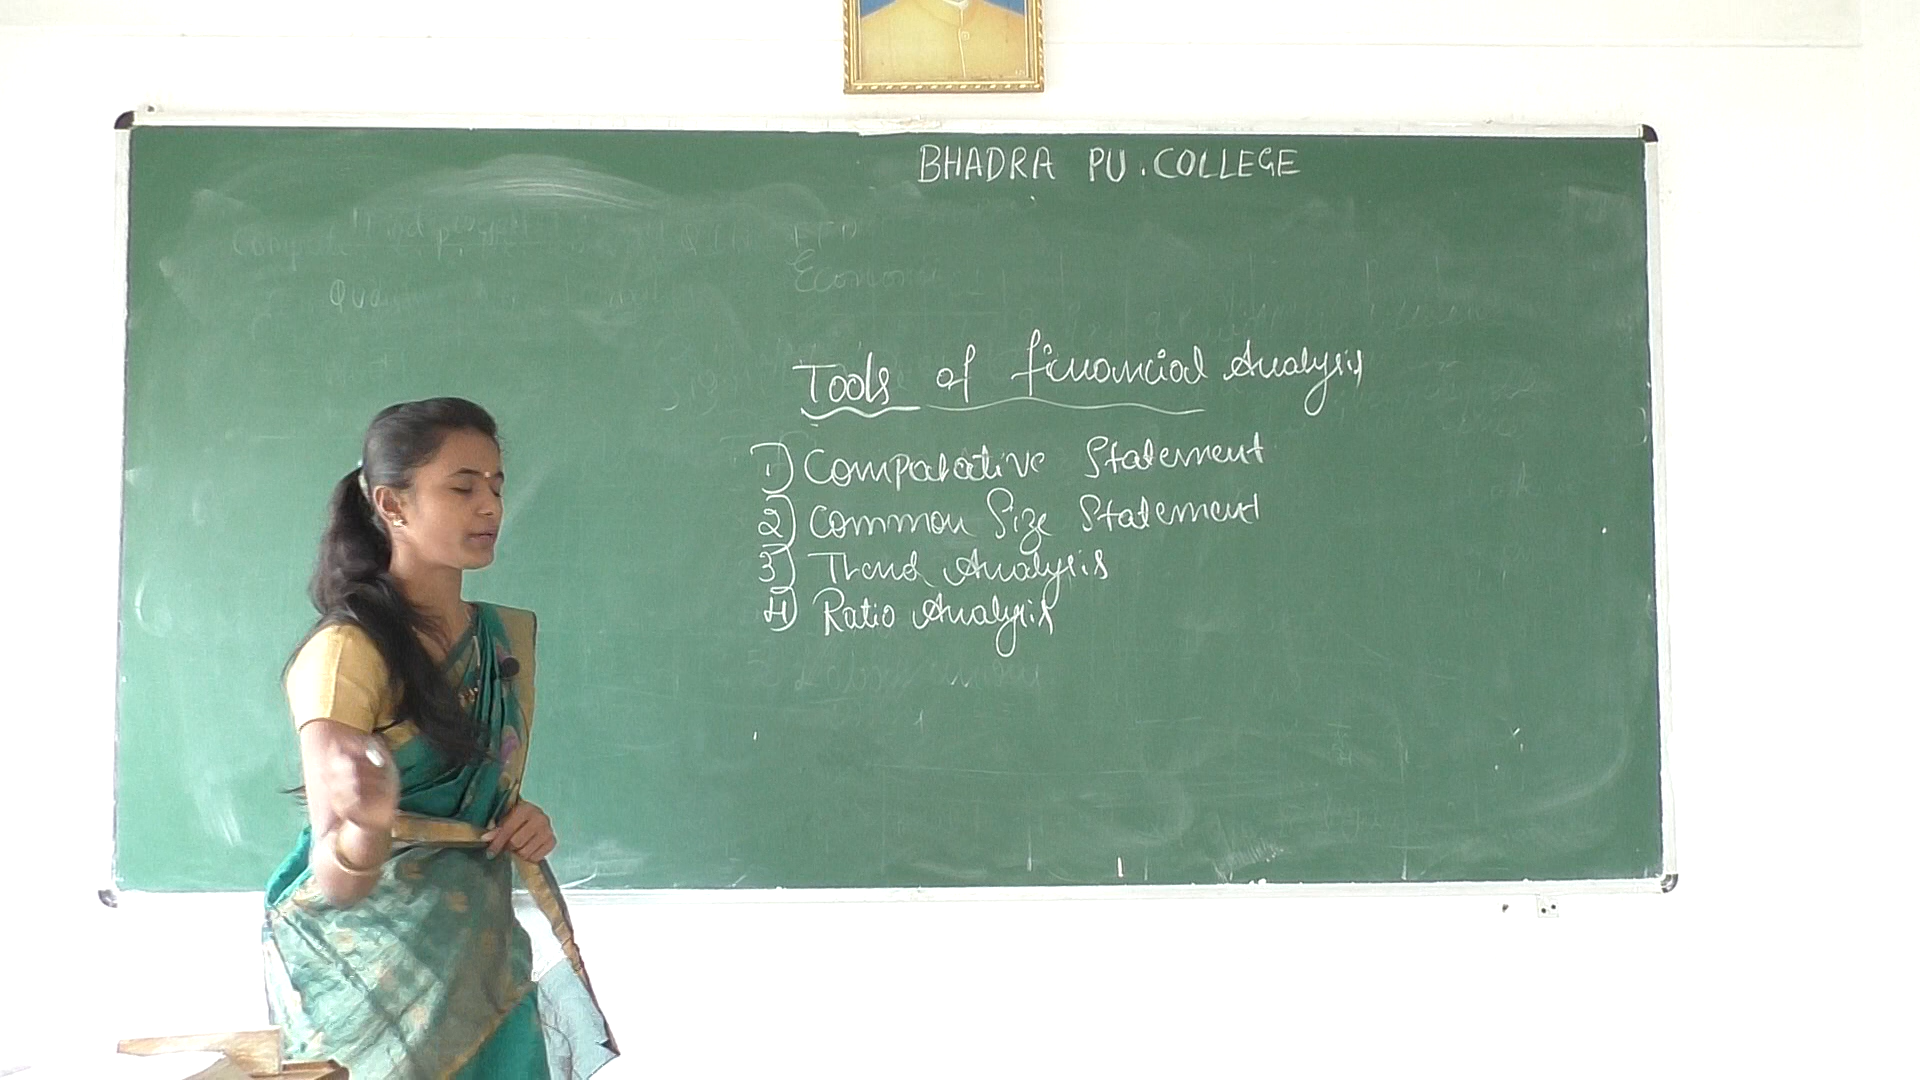 BHADRA PU. COLLEGE
Economi
Tools of financial Analysis
1) Comparative Statement
2) Common Size Statement
3) Trend Analysis
4) Ratio Analysis